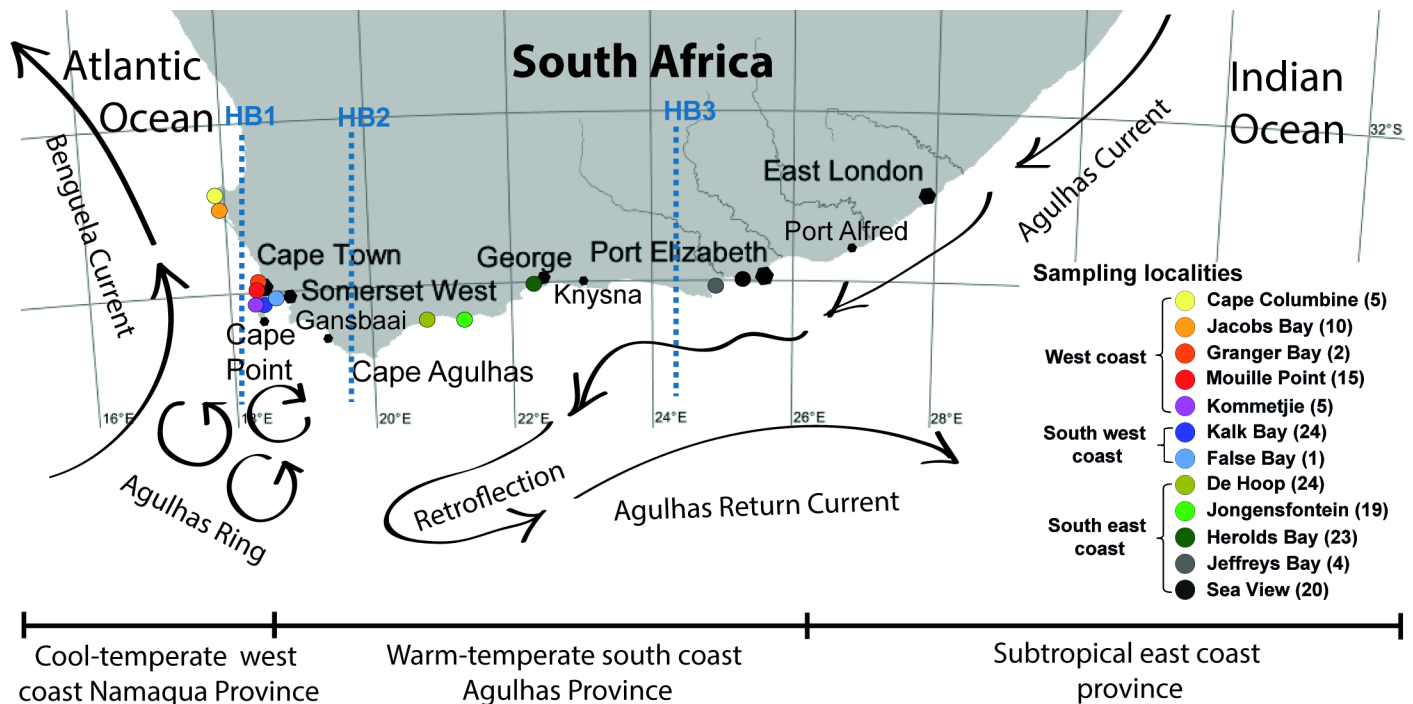 South Africa
Atlantic
Ocean
Indian
Ocean
HB1
HB2
HB3
32°S
Benguela Current
Agulhas Current
East London
Port Alfred
Cape Town
George
Port Elizabeth
Somerset West
Knysna
Gansbaai
Cape
Point
Cape Agulhas
16°E
18°E
20°E
22°E
24°E
26°E
28°E
Agulhas Ring
Retroflection
Agulhas Return Current
Sampling localities
West coast
Cape Columbine (5)
Jacobs Bay (10)
Granger Bay (2)
Mouille Point (15)
Kommetjie (5)
South west
coast
Kalk Bay (24)
False Bay (1)
South east
coast
De Hoop (24)
Jongensfontein (19)
Herolds Bay (23)
Jeffreys Bay (4)
Sea View (20)
Cool-temperate west
coast Namaqua Province
Warm-temperate south coast
Agulhas Province
Subtropical east coast
province